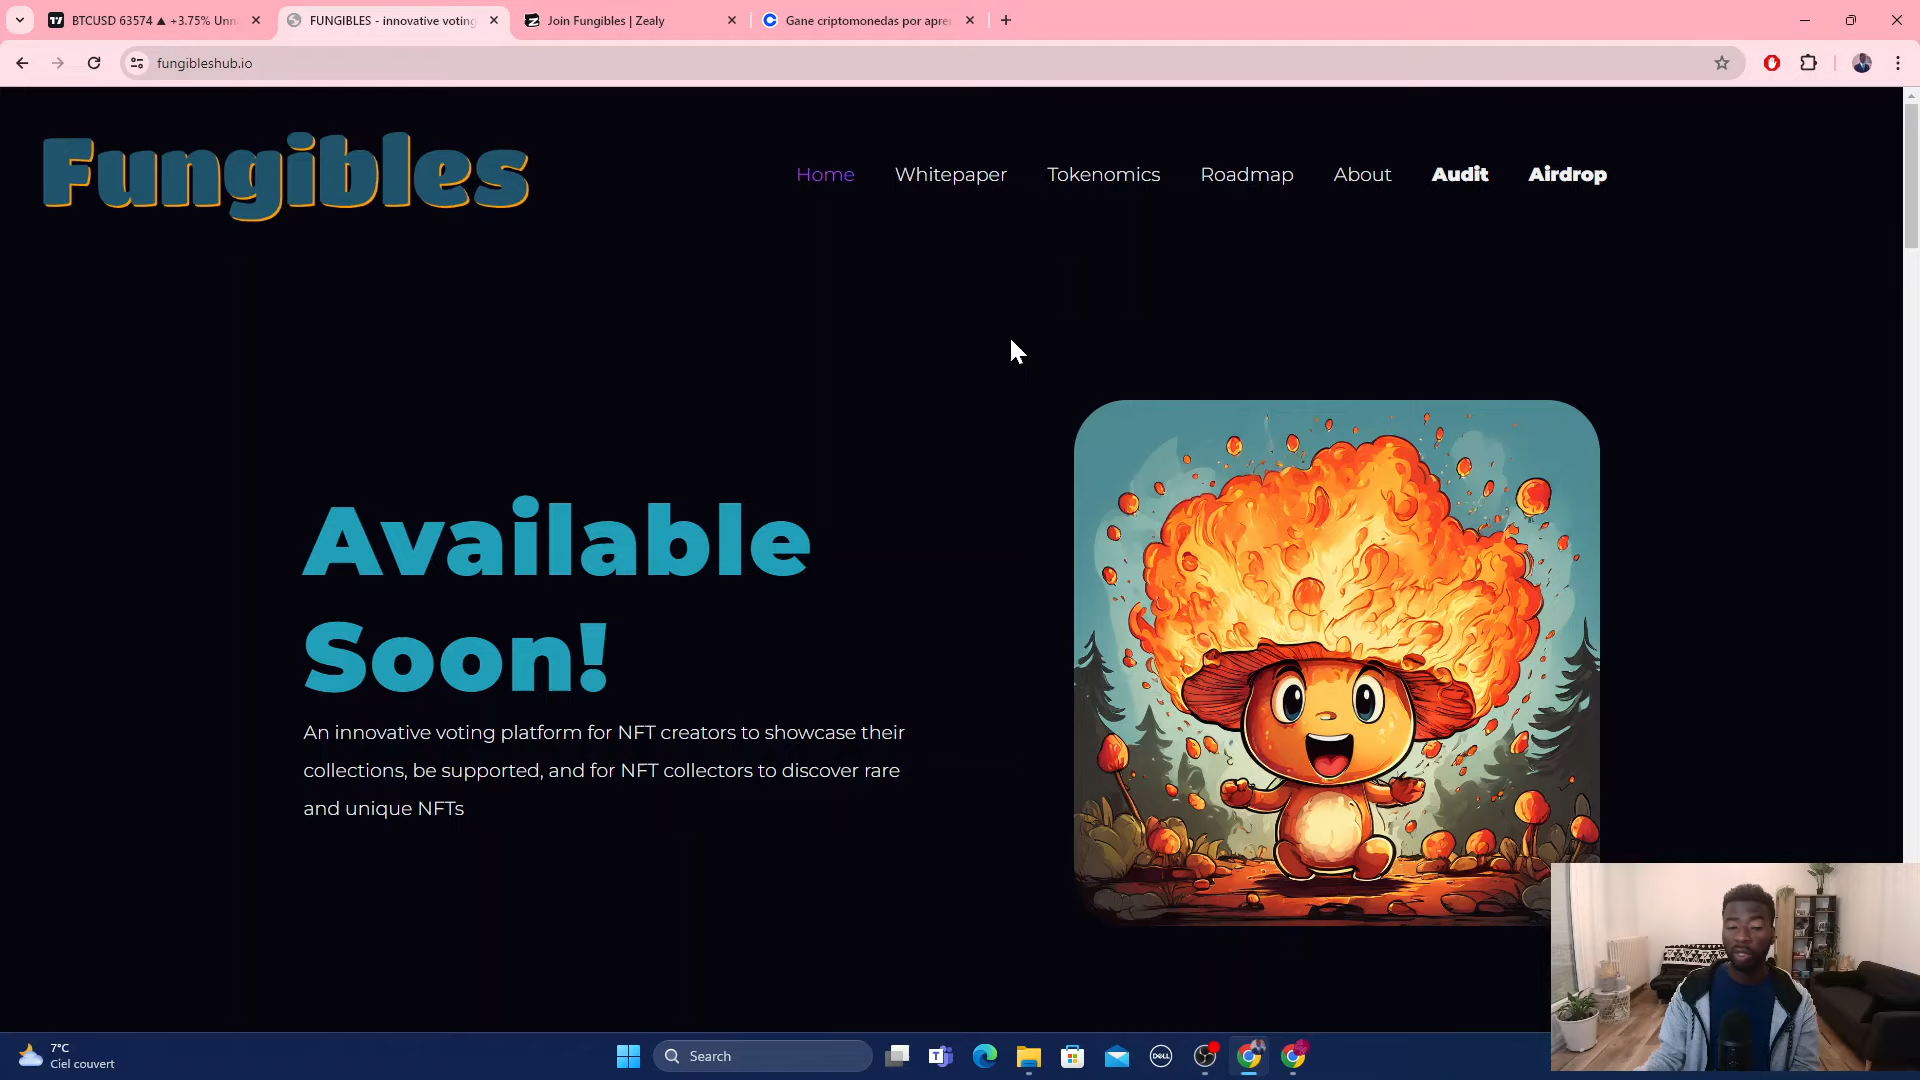 BTCUSD 63574 ▲ +3.75% Unn
FUNGIBLES - innovative voting
Join Fungibles | Zealy
Gane criptomonedas por apre
fungibleshub.io
Fungibles
Home
Whitepaper
Tokenomics
Roadmap
About
Audit
Airdrop
Available
Soon!
An innovative voting platform for NFT creators to showcase their
collections, be supported, and for NFT collectors to discover rare
and unique NFTs
7°C
Ciel couvert
Search
DELL